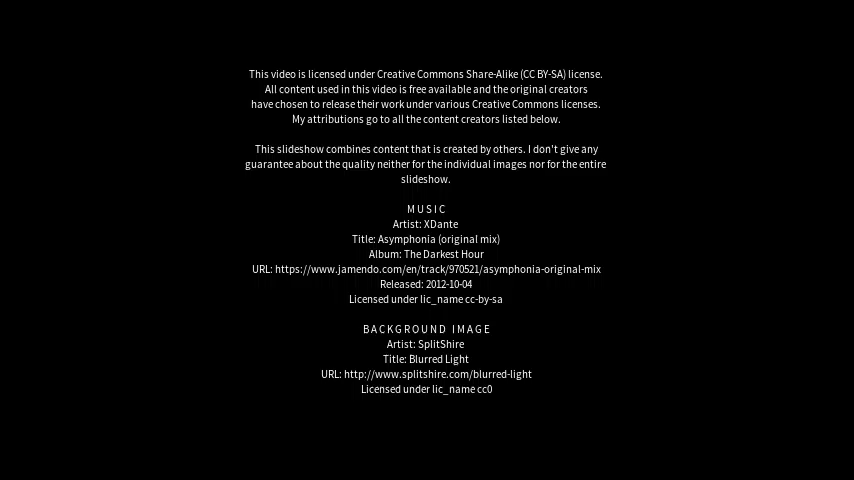 This video is licensed under Creative Commons Share-Alike (CC BY-SA) license.
All content used in this video is free available and the original creators
have chosen to release their work under various Creative Commons licenses.
My attributions go to all the content creators listed below.
This slideshow combines content that is created by others. I don't give any
guarantee about the quality neither for the individual images nor for the entire
slideshow.
MUSIC
Artist: XDante
Title: Asymphonia (original mix)
Album: The Darkest Hour
URL: https://www.jamendo.com/en/track/970521/asymphonia-original-mix
Released: 2012-10-04
Licensed under lic_name cc-by-sa
BACKGROUND IMAGE
Artist: SplitShire
Title: Blurred Light
URL: http://www.splitshire.com/blurred-light
Licensed under lic_name cc0